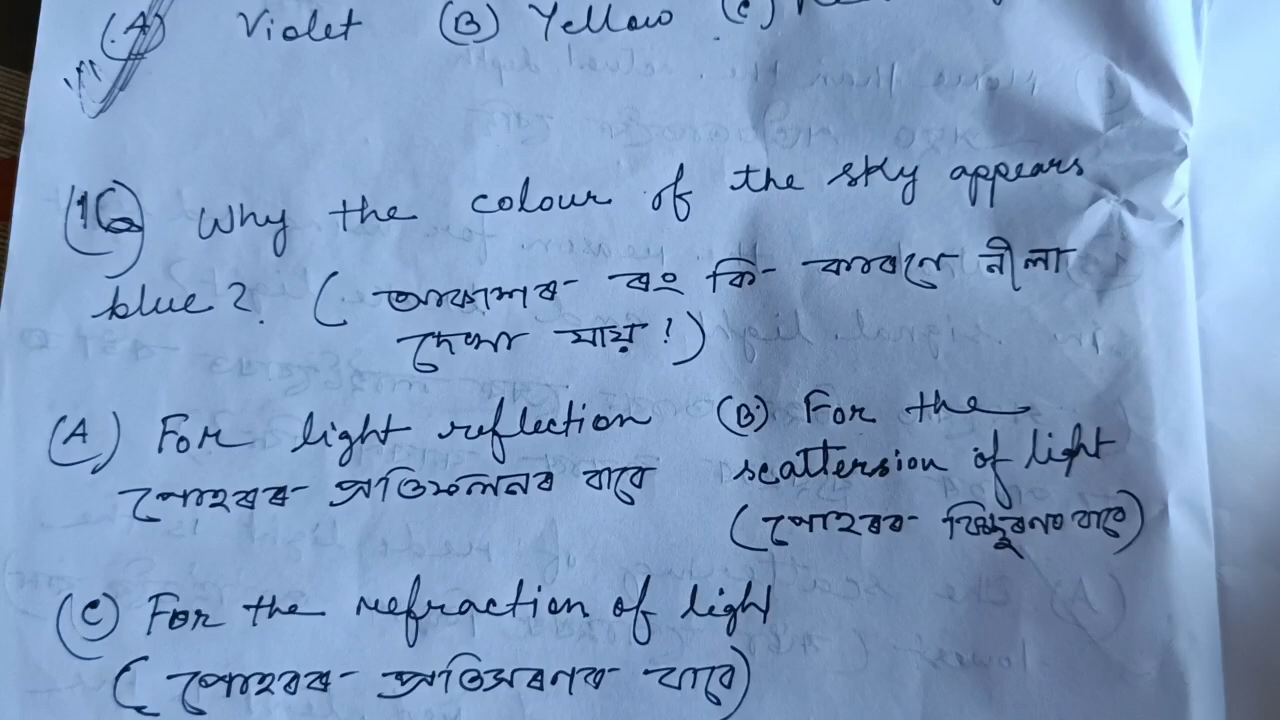 (A) Violet (B) Yellow (C)
(16) Why the colour of the sky appears
blue? (আকাশৰ ৰং কি কাৰণে নীলা
দেখা যায়?)
(A) For light reflection (B) For the
পোহৰৰ প্ৰতিফলনৰ বাবে scattersion of light
(পোহৰৰ বিচ্ছুৰণৰ বাবে)
(C) For the refraction of light
(পোহৰৰ প্ৰতিসৰণৰ বাবে)